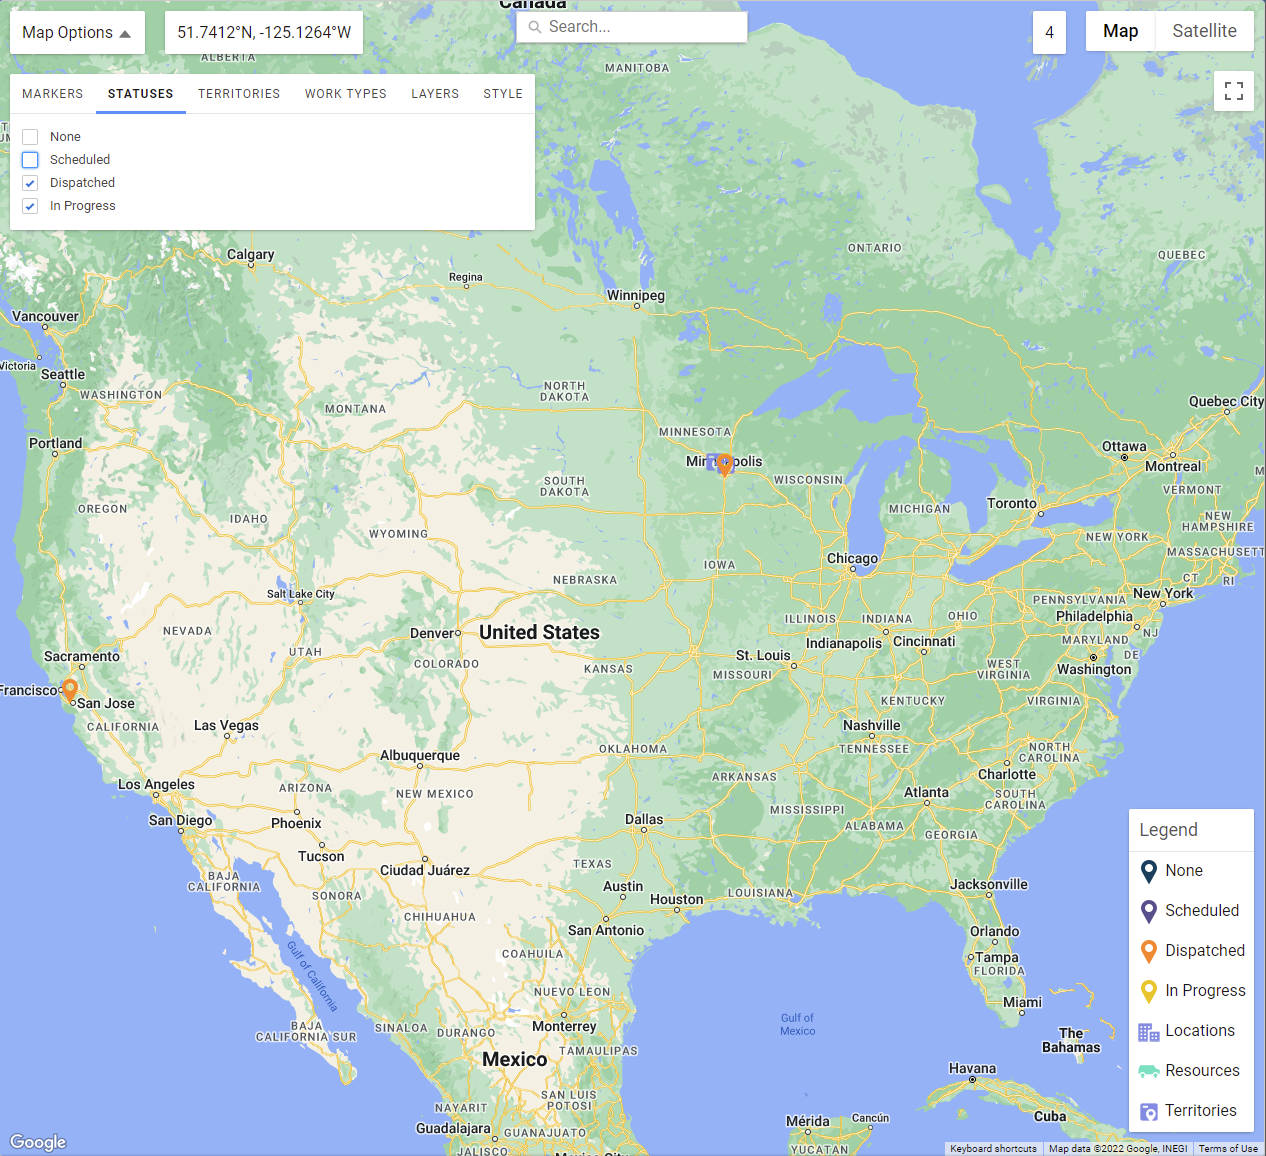 Canada
Map Options
51.7412°N, -125.1264°W
Search...
4
Map
Satellite
ALBERTA
MANITOBA
MARKERS
STATUSES
TERRITORIES
WORK TYPES
LAYERS
STYLE
None
Scheduled
Dispatched
In Progress
Calgary
Regina
Winnipeg
ONTARIO
QUEBEC
Vancouver
Victoria
Seattle
WASHINGTON
MONTANA
NORTH
DAKOTA
MINNESOTA
Quebec City
Portland
Ottawa
Montreal
SOUTH
DAKOTA
WISCONSIN
VERMONT
OREGON
IDAHO
WYOMING
MICHIGAN
Toronto
NEW
HAMPSHIRE
NEW YORK
MASSACHUSETT
CT
RI
Chicago
IOWA
NEBRASKA
Salt Lake City
PENNSYLVANIA
New York
NEVADA
Denver
United States
ILLINOIS
INDIANA
OHIO
Philadelphia
NJ
Indianapolis
Cincinnati
MARYLAND
DE
Sacramento
UTAH
COLORADO
KANSAS
St. Louis
MISSOURI
WEST
VIRGINIA
Washington
Francisco
San Jose
CALIFORNIA
Las Vegas
KENTUCKY
VIRGINIA
Nashville
TENNESSEE
Albuquerque
OKLAHOMA
NORTH
CAROLINA
Charlotte
Los Angeles
ARIZONA
NEW MEXICO
ARKANSAS
Atlanta
SOUTH
CAROLINA
San Diego
Phoenix
Dallas
MISSISSIPPI
ALABAMA
GEORGIA
Tucson
Ciudad Juárez
TEXAS
BAJA
CALIFORNIA
SONORA
CHIHUAHUA
Austin
Houston
LOUISIANA
Jacksonville
San Antonio
Orlando
Tampa
FLORIDA
Gulf of California
COAHUILA
NUEVO LEON
Miami
BAJA
CALIFORNIA SUR
SINALOA
DURANGO
Monterrey
Gulf of
Mexico
The
Bahamas
Mexico
TAMAULIPAS
Havana
NAYARIT
SAN LUIS
POTOSI
Guadalajara
GUANAJUATO
JALISCO
Mexico City
Mérida
Cancún
YUCATAN
Cuba
Legend
None
Scheduled
Dispatched
In Progress
Locations
Resources
Territories
Google
Keyboard shortcuts
Map data ©2022 Google, INEGI
Terms of Use